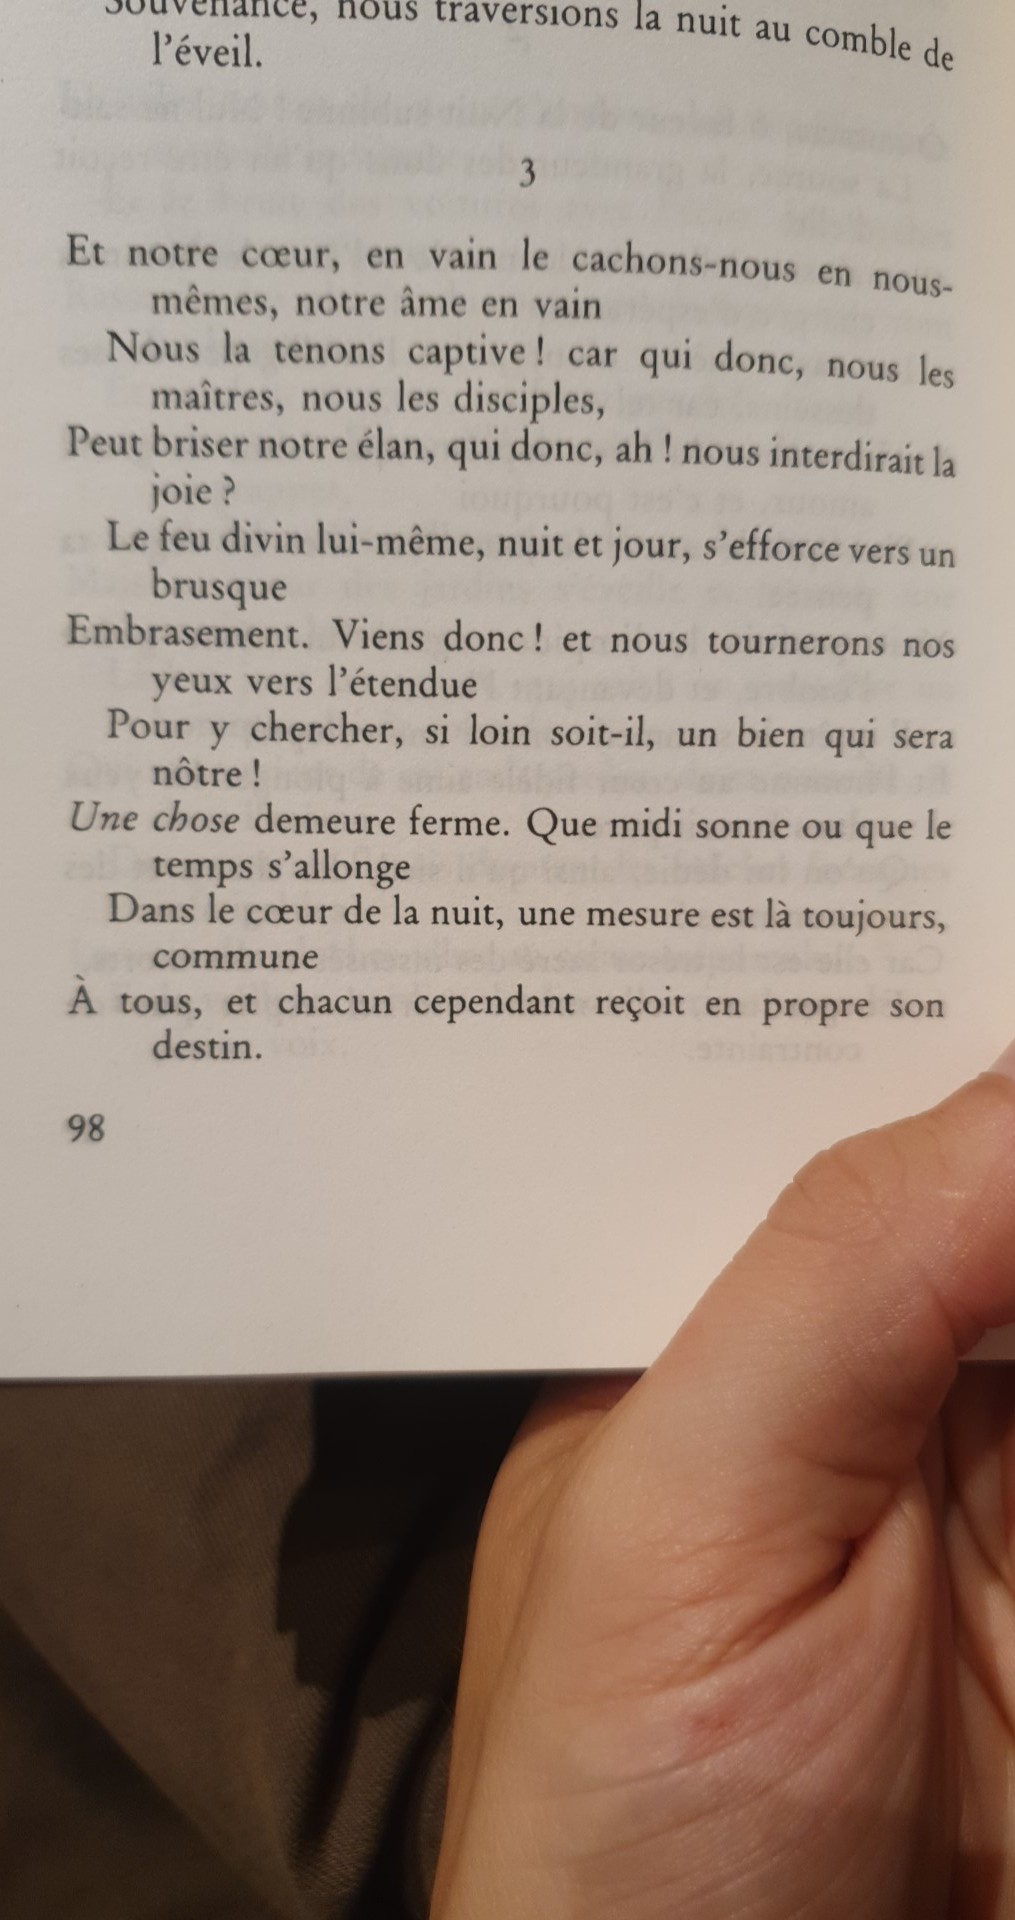 Souvenance, nous traversions la nuit au comble de
l'éveil.
3
Et notre cœur, en vain le cachons-nous en nous-
mêmes, notre âme en vain
Nous la tenons captive ! car qui donc, nous les
maîtres, nous les disciples,
Peut briser notre élan, qui donc, ah ! nous interdirait la
joie ?
Le feu divin lui-même, nuit et jour, s'efforce vers un
brusque
Embrasement. Viens donc ! et nous tournerons nos
yeux vers l'étendue
Pour y chercher, si loin soit-il, un bien qui sera
nôtre !
Une chose demeure ferme. Que midi sonne ou que le
temps s'allonge
Dans le cœur de la nuit, une mesure est là toujours,
commune
À tous, et chacun cependant reçoit en propre son
destin.
98